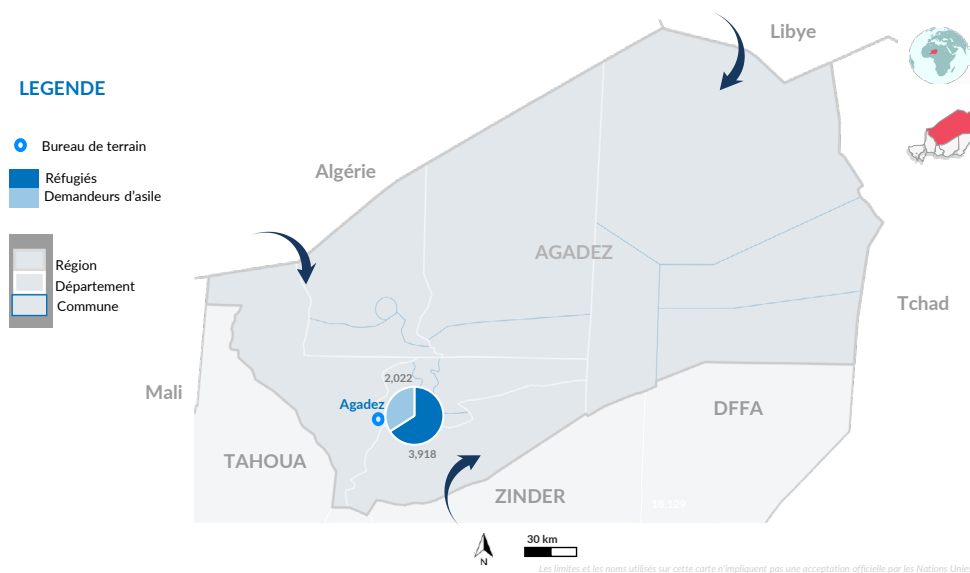 Libye
LEGENDE
Bureau de terrain
Réfugiés
Demandeurs d'asile
Région
Département
Commune
Algérie
AGADEZ
Tchad
Mali
2,022
Agadez
3,918
DFFA
TAHOUA
ZINDER
15,129
30 km
N
Les limites et les noms utilisés sur cette carte n'impliquent pas une acceptation officielle par les Nations Unies